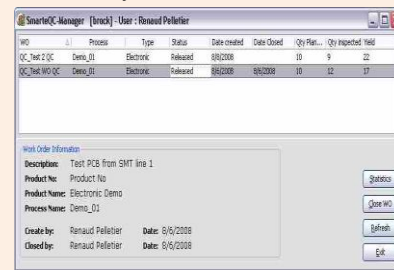 SmarteQC-Manager [brock] - User : Renaud Pelletier
WO Process Type Status Date created Date Closed Qty Plan... Qty Inspected Yield
QC_Test 2 QC Demo_01 Electronic Released 8/6/2008 10 9 22
QC_Test WO QC Demo_01 Electronic Released 8/6/2008 8/6/2008 10 12 17
Work Order Information
Description: Test PCB from SMT line 1
Product No: Product No
Product Name: Electronic Demo
Process Name: Demo_01
Create by: Renaud Pelletier Date: 8/6/2008
Closed by: Renaud Pelletier Date: 8/6/2008
Statistics
Close WO
Refresh
Exit